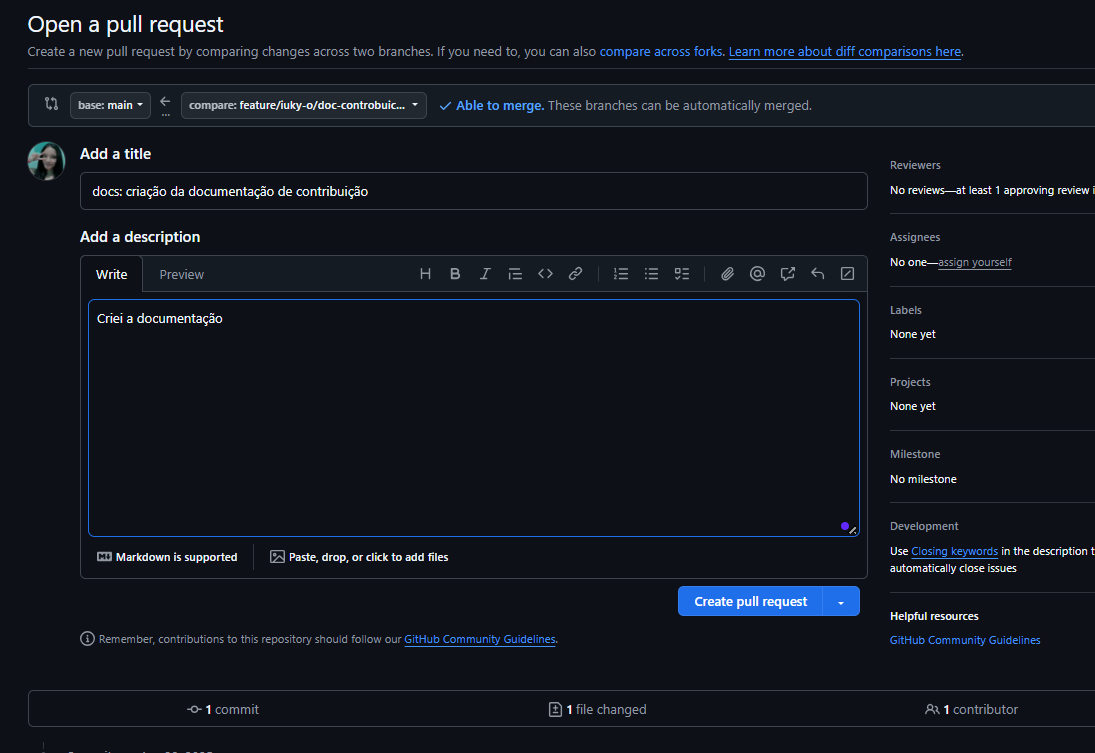 Open a pull request
Create a new pull request by comparing changes across two branches. If you need to, you can also compare across forks. Learn more about diff comparisons here.
base: main
compare: feature/iuky-o/doc-controbuic...
Able to merge. These branches can be automatically merged.
Add a title
docs: criação da documentação de contribuição
Add a description
Write Preview
Criei a documentação
Markdown is supported
Paste, drop, or click to add files
Create pull request
Remember, contributions to this repository should follow our GitHub Community Guidelines.
Reviewers
No reviews—at least 1 approving review
Assignees
No one—assign yourself
Labels
None yet
Projects
None yet
Milestone
No milestone
Development
Use Closing keywords in the description
automatically close issues
Helpful resources
GitHub Community Guidelines
1 commit
1 file changed
1 contributor